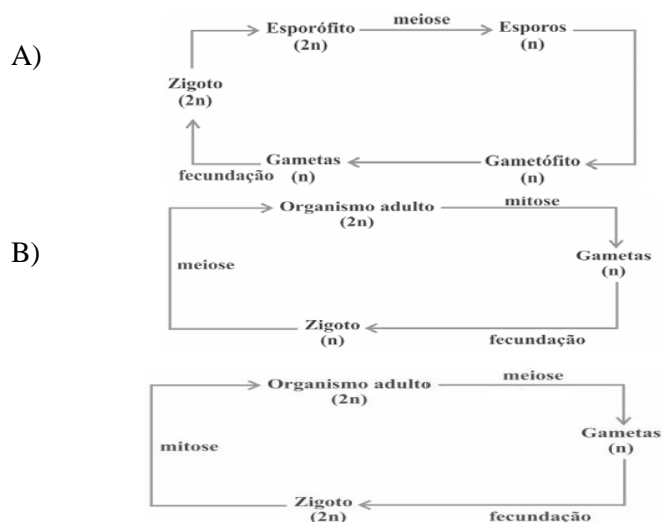 A)
Esporófito meiose Esporos
(2n) (n)
Zigoto
(2n)
Gametas Gametófito
fecundação (n) (n)
B)
Organismo adulto mitose
(2n)
meiose
Gametas
(n)
Zigoto
(n) fecundação
Organismo adulto meiose
(2n)
Gametas
mitose (n)
Zigoto
(2n) fecundação